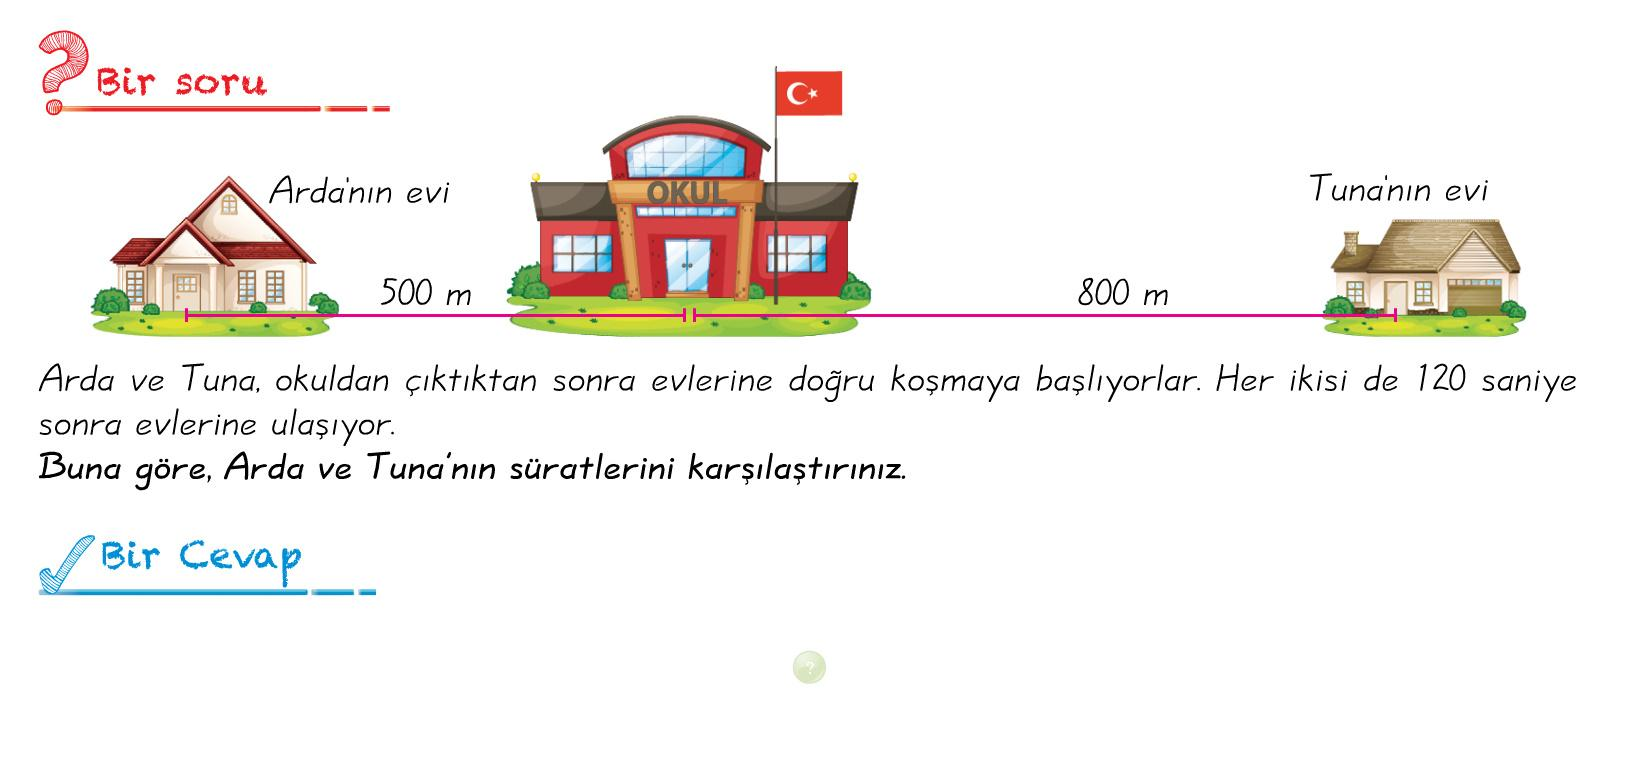 Bir soru
Arda'nın evi
OKUL
Tuna'nın evi
500 m
800 m
Arda ve Tuna, okuldan çıktıktan sonra evlerine doğru koşmaya başlıyorlar. Her ikisi de 120 saniye
sonra evlerine ulaşıyor.
Buna göre, Arda ve Tuna'nın süratlerini karşılaştırınız.
Bir Cevap
?